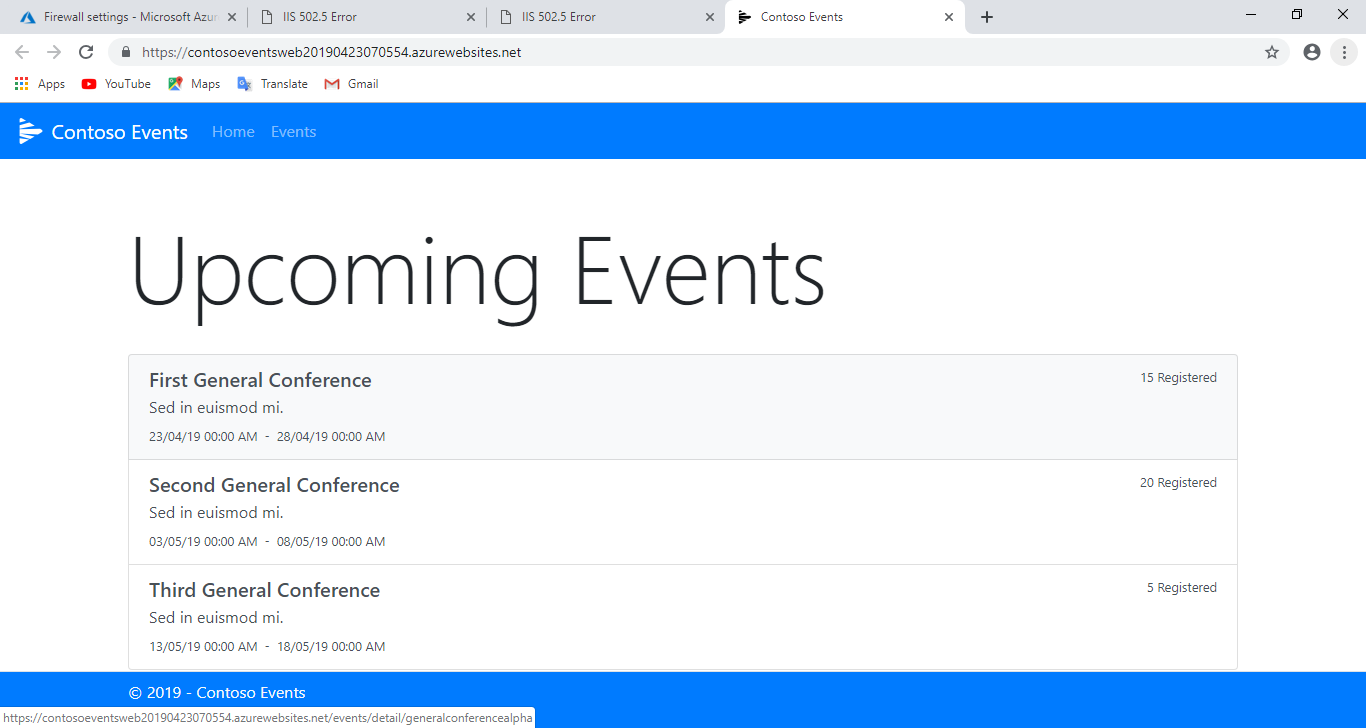 Firewall settings - Microsoft Azur
IIS 502.5 Error
IIS 502.5 Error
Contoso Events
https://contosoeventsweb20190423070554.azurewebsites.net
Apps YouTube Maps Translate Gmail
Contoso Events Home Events
Upcoming Events
First General Conference 15 Registered
Sed in euismod mi.
23/04/19 00:00 AM - 28/04/19 00:00 AM
Second General Conference 20 Registered
Sed in euismod mi.
03/05/19 00:00 AM - 08/05/19 00:00 AM
Third General Conference 5 Registered
Sed in euismod mi.
13/05/19 00:00 AM - 18/05/19 00:00 AM
© 2019 - Contoso Events
https://contosoeventsweb20190423070554.azurewebsites.net/events/detail/generalconferencealpha